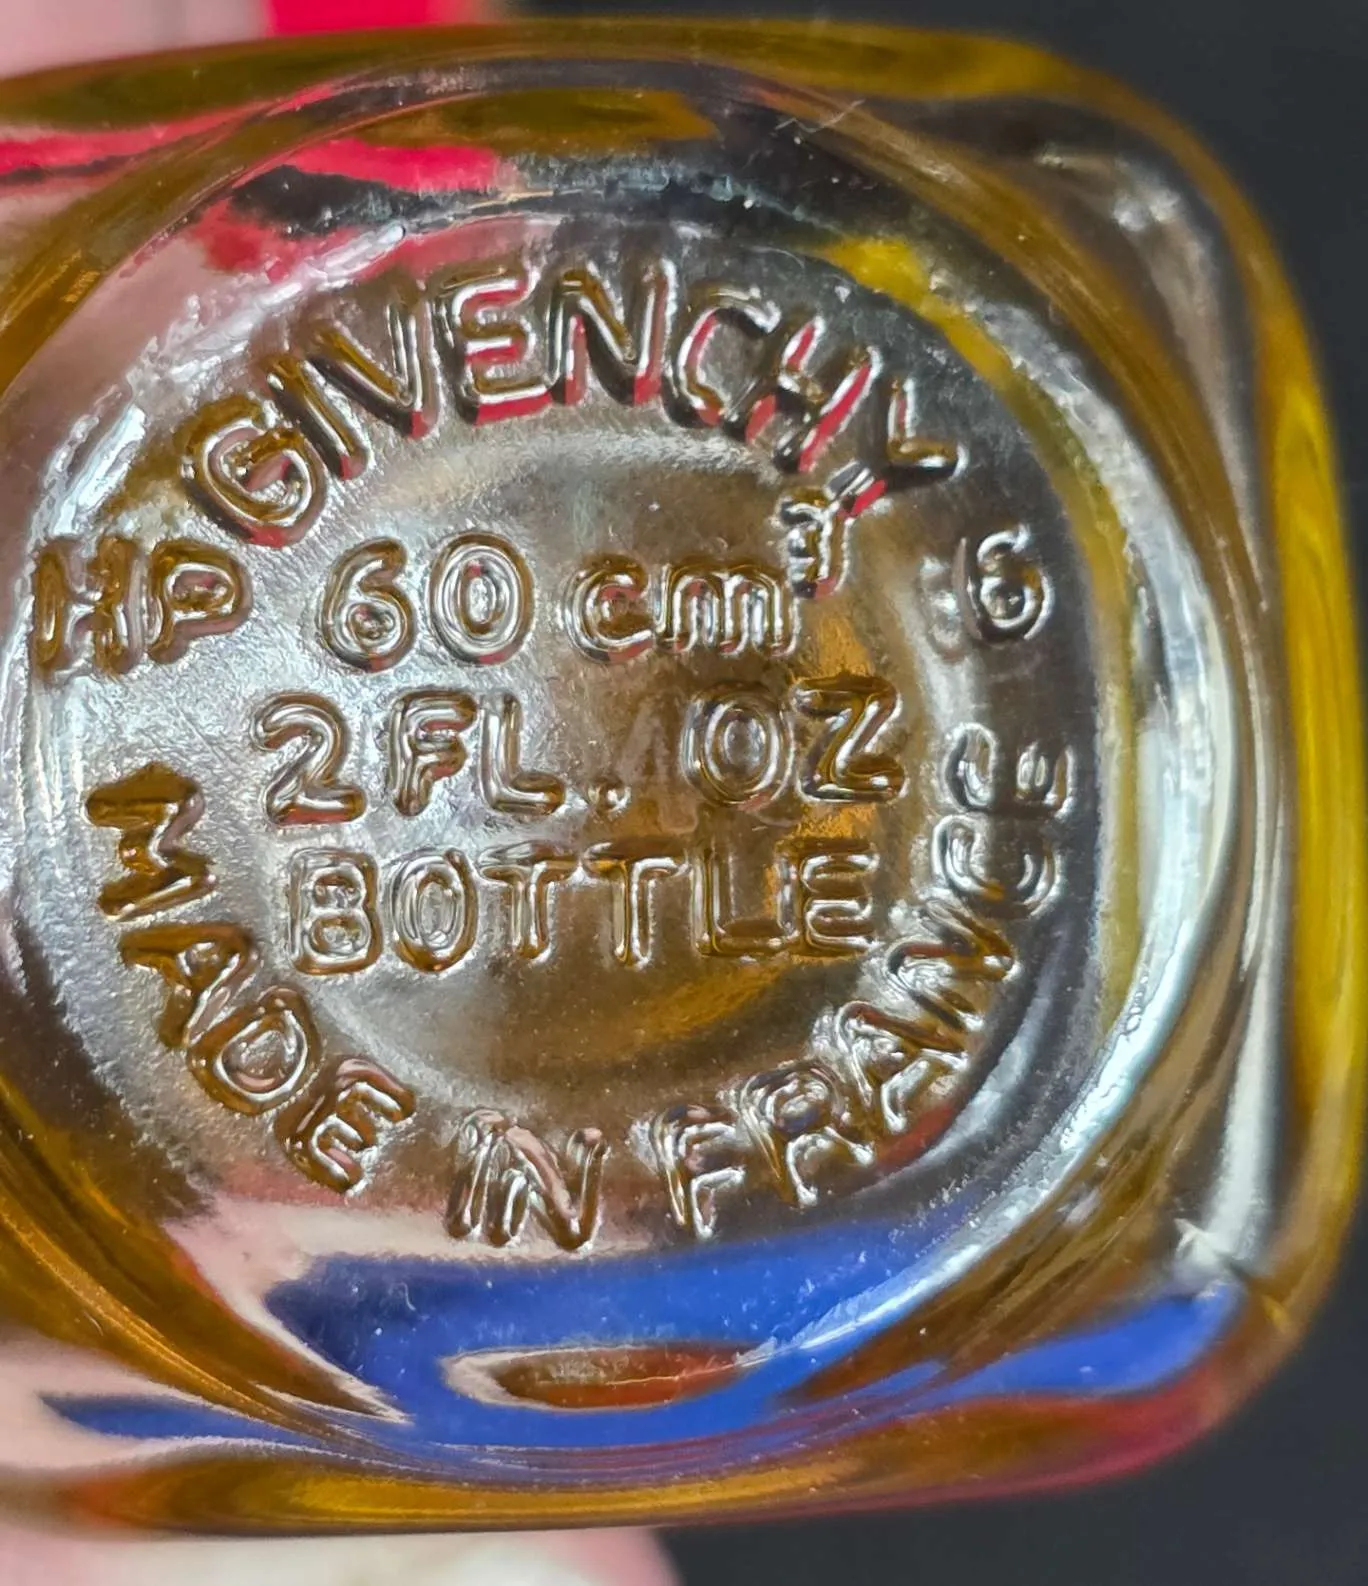 GIVENCHY
HP 60 cm³ 6
2 FL. OZ
BOTTLE
MADE IN FRANCE